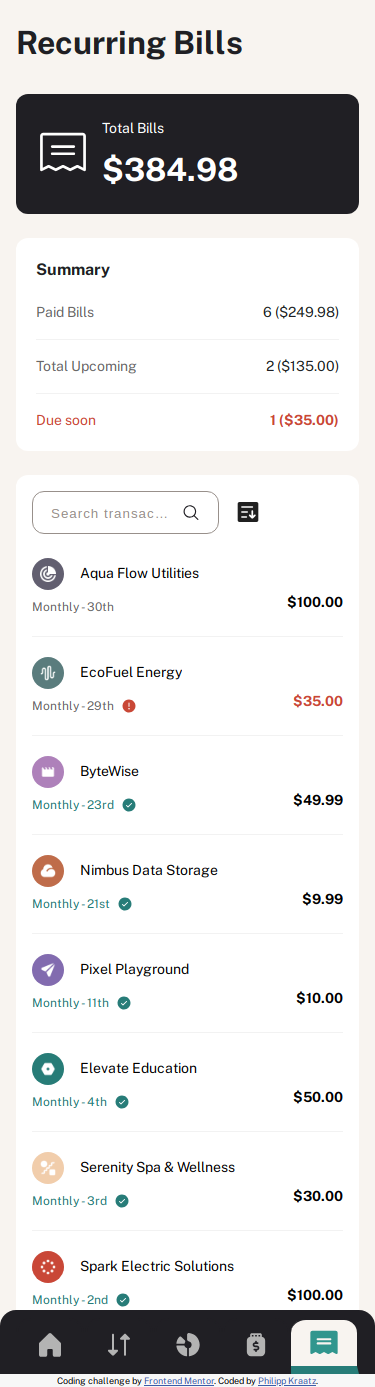 Recurring Bills
Total Bills
$384.98
Summary
Paid Bills 6 ($249.98)
Total Upcoming 2 ($135.00)
Due soon 1 ($35.00)
Search transac...
Aqua Flow Utilities
Monthly - 30th $100.00
EcoFuel Energy
Monthly - 29th $35.00
ByteWise
Monthly - 23rd $49.99
Nimbus Data Storage
Monthly - 21st $9.99
Pixel Playground
Monthly - 11th $10.00
Elevate Education
Monthly - 4th $50.00
Serenity Spa & Wellness
Monthly - 3rd $30.00
Spark Electric Solutions
Monthly - 2nd $100.00
Coding challenge by Frontend Mentor. Coded by Philipp Kraatz.